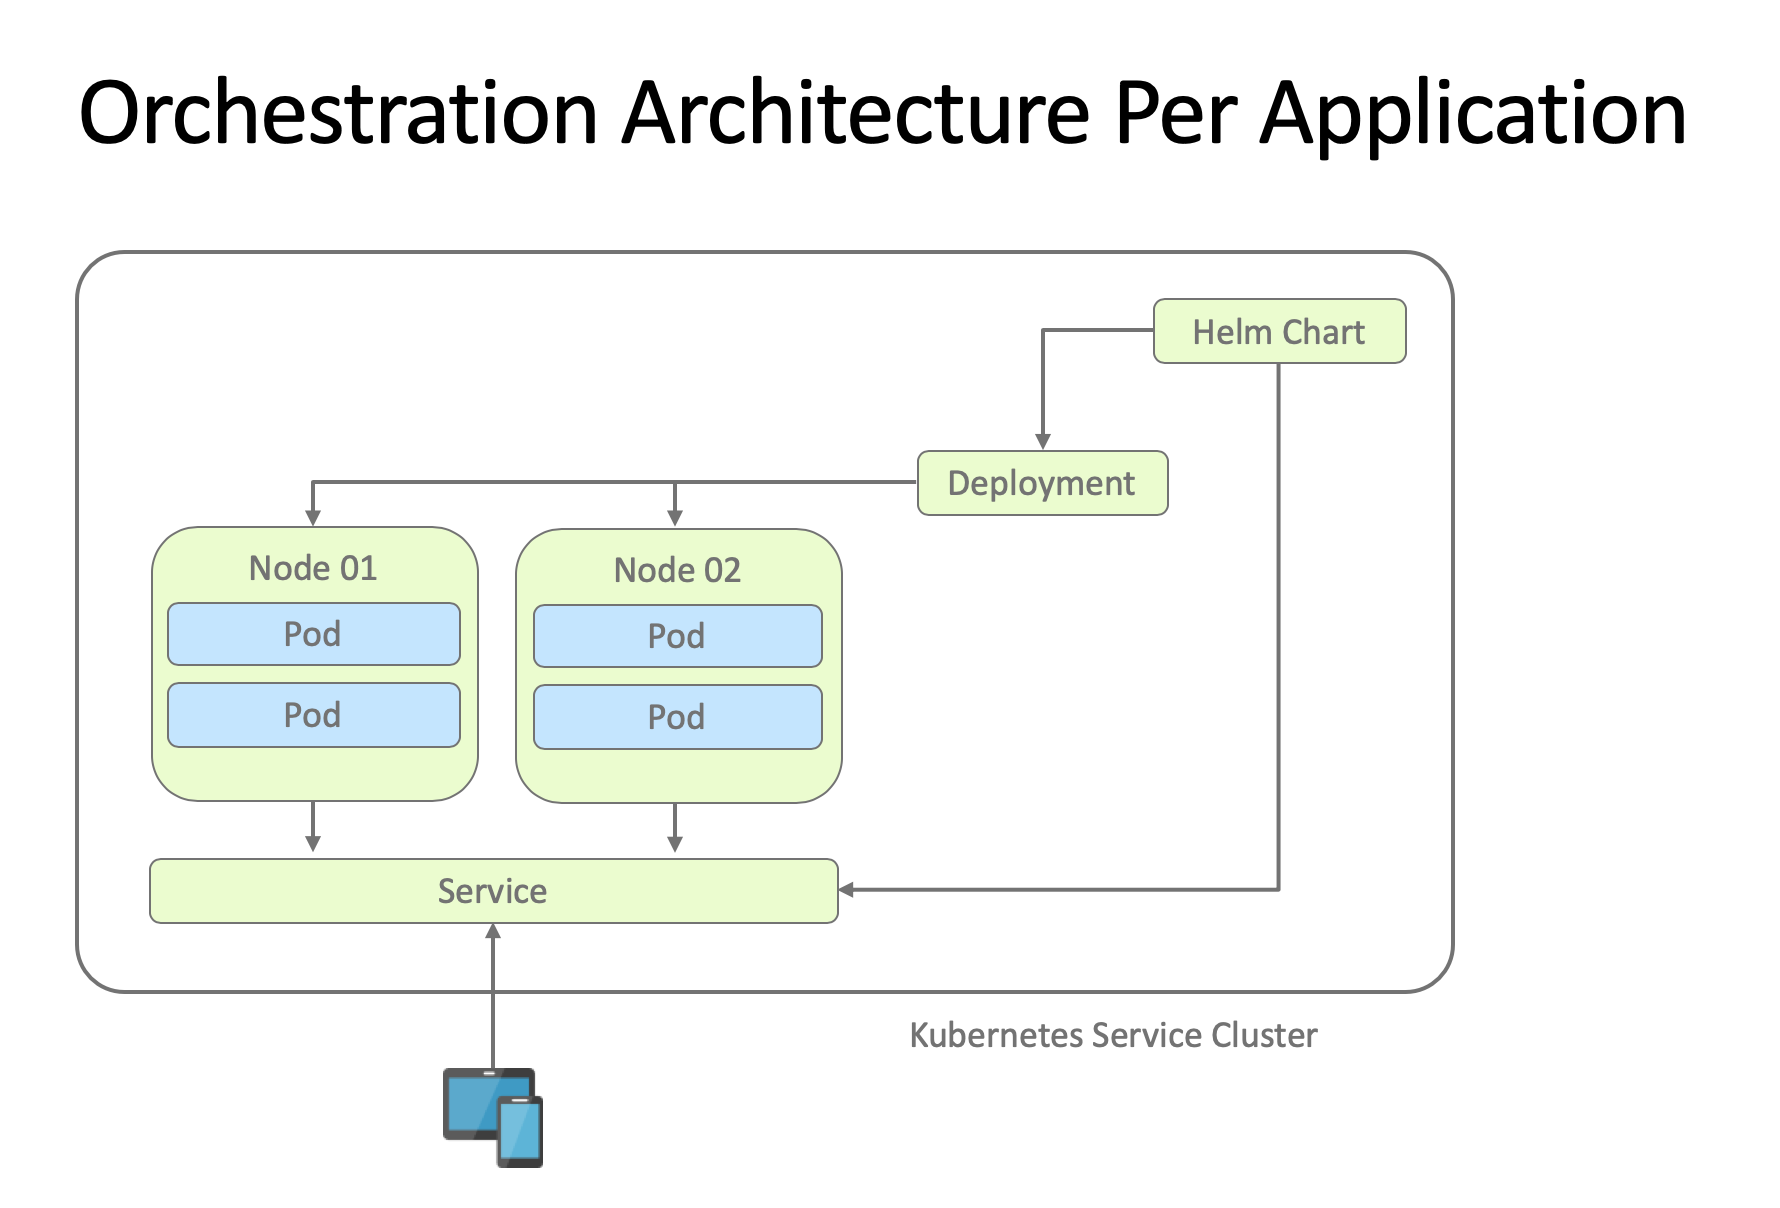 Orchestration Architecture Per Application
Helm Chart
Deployment
Node 01
Pod
Pod
Node 02
Pod
Pod
Service
Kubernetes Service Cluster